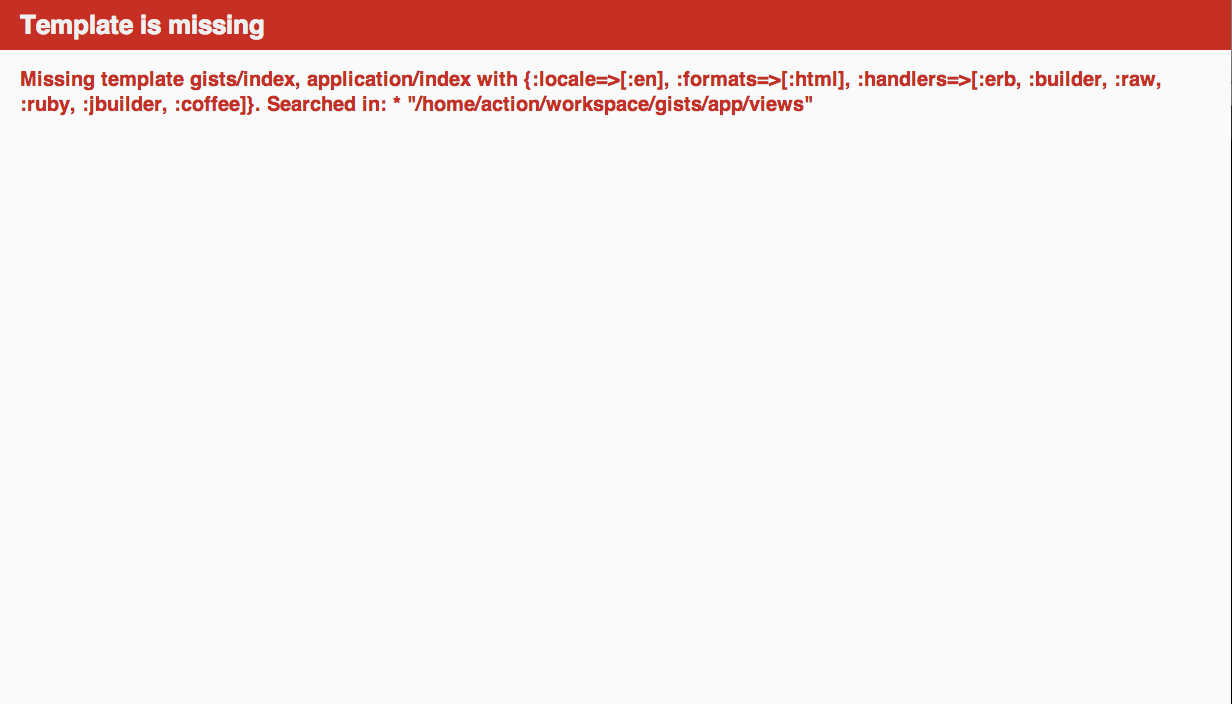 Template is missing
Missing template gists/index, application/index with {:locale=>[:en], :formats=>[:html], :handlers=>[:erb, :builder, :raw,
:ruby, :jbuilder, :coffee]}. Searched in: * "/home/action/workspace/gists/app/views"